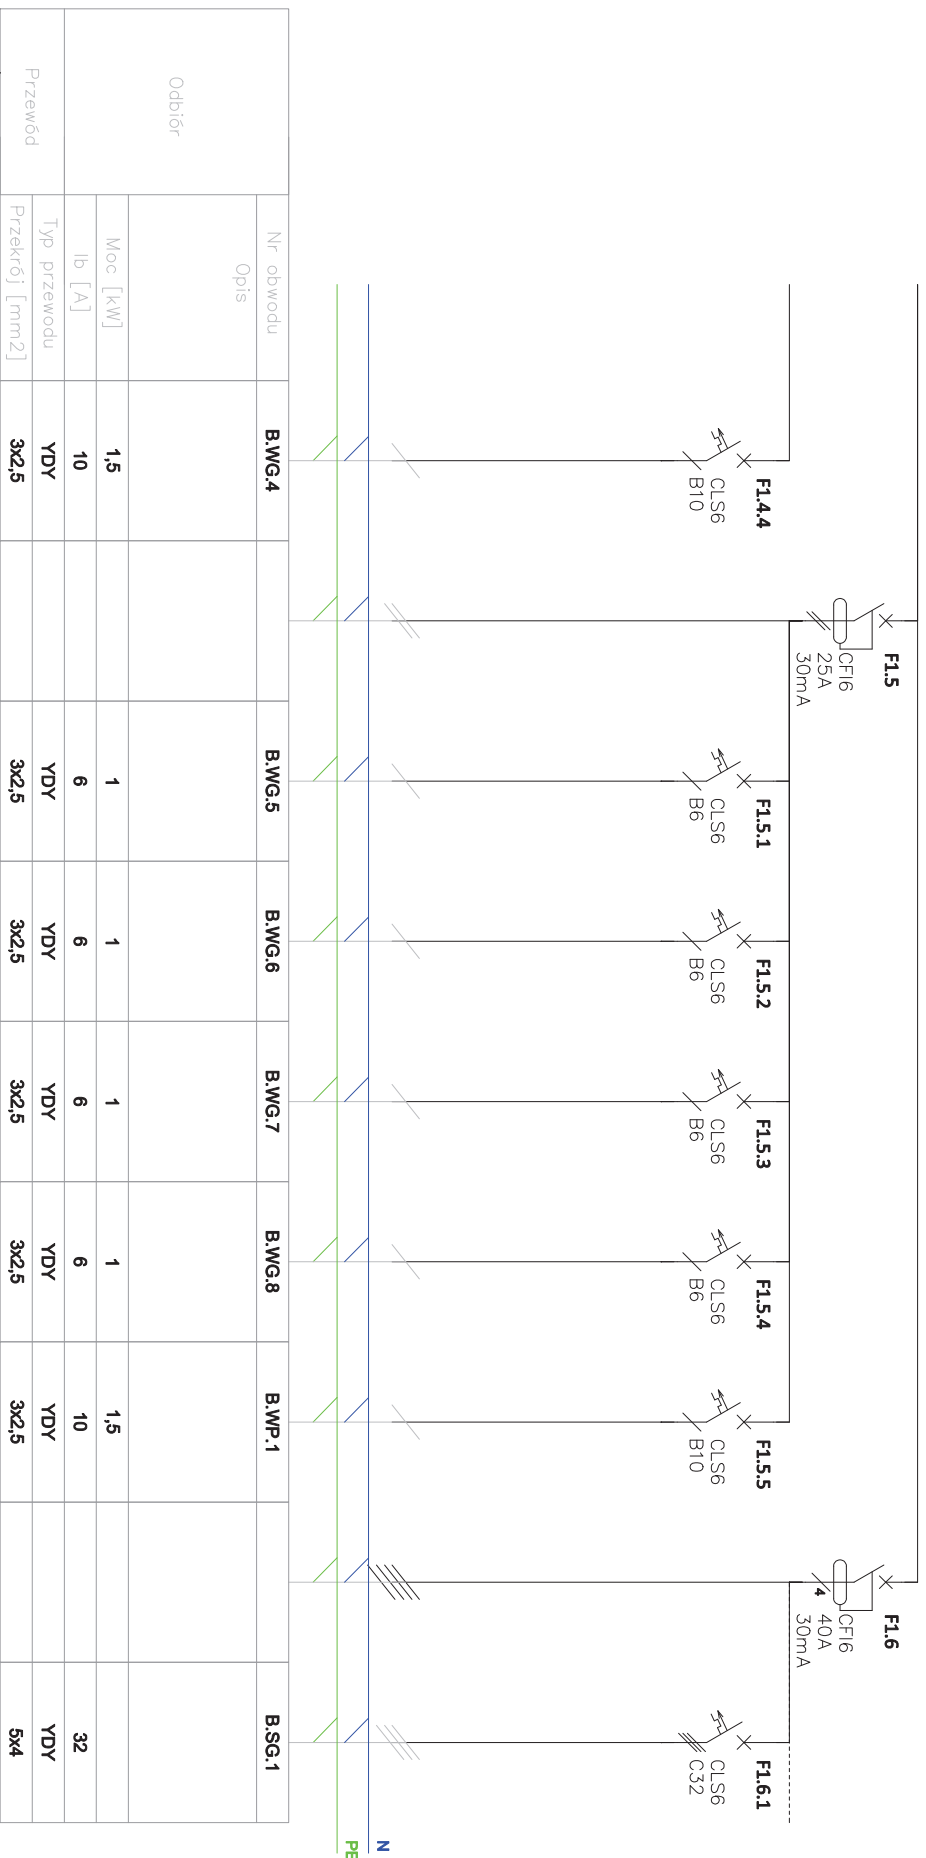 F1.5
CFI6
25A
30mA
F1.6
4
CFI6
40A
30mA
F1.4.4
CLS6
B10
F1.5.1
CLS6
B6
F1.5.2
CLS6
B6
F1.5.3
CLS6
B6
F1.5.4
CLS6
B6
F1.5.5
CLS6
B10
F1.6.1
CLS6
C32
N
PE
Nr obwodu B.WG.4 B.WG.5 B.WG.6 B.WG.7 B.WG.8 B.WP.1 B.SG.1
Odbiór
Opis
Moc [kW] 1,5 1 1 1 1 1,5
Ib [A] 10 6 6 6 6 10 32
Przewód
Typ przewodu YDY YDY YDY YDY YDY YDY YDY
Przekrój [mm2] 3x2,5 3x2,5 3x2,5 3x2,5 3x2,5 3x2,5 5x4